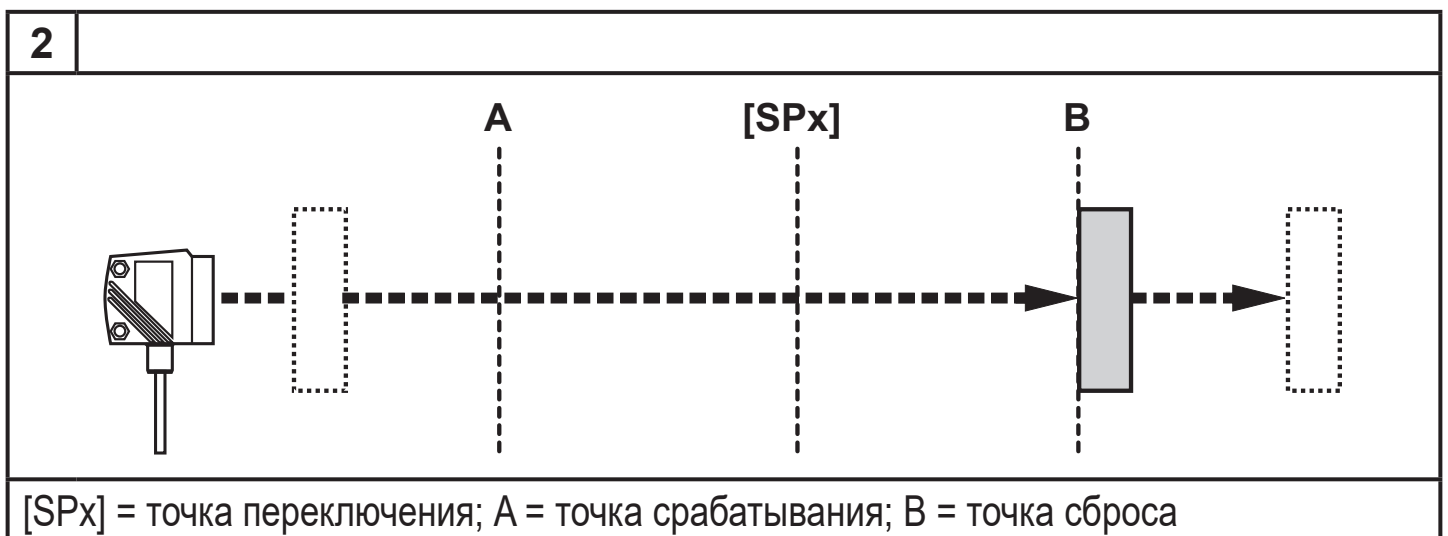 2
A [SPx] B
[SPx] = точка переключения; A = точка срабатывания; B = точка сброса